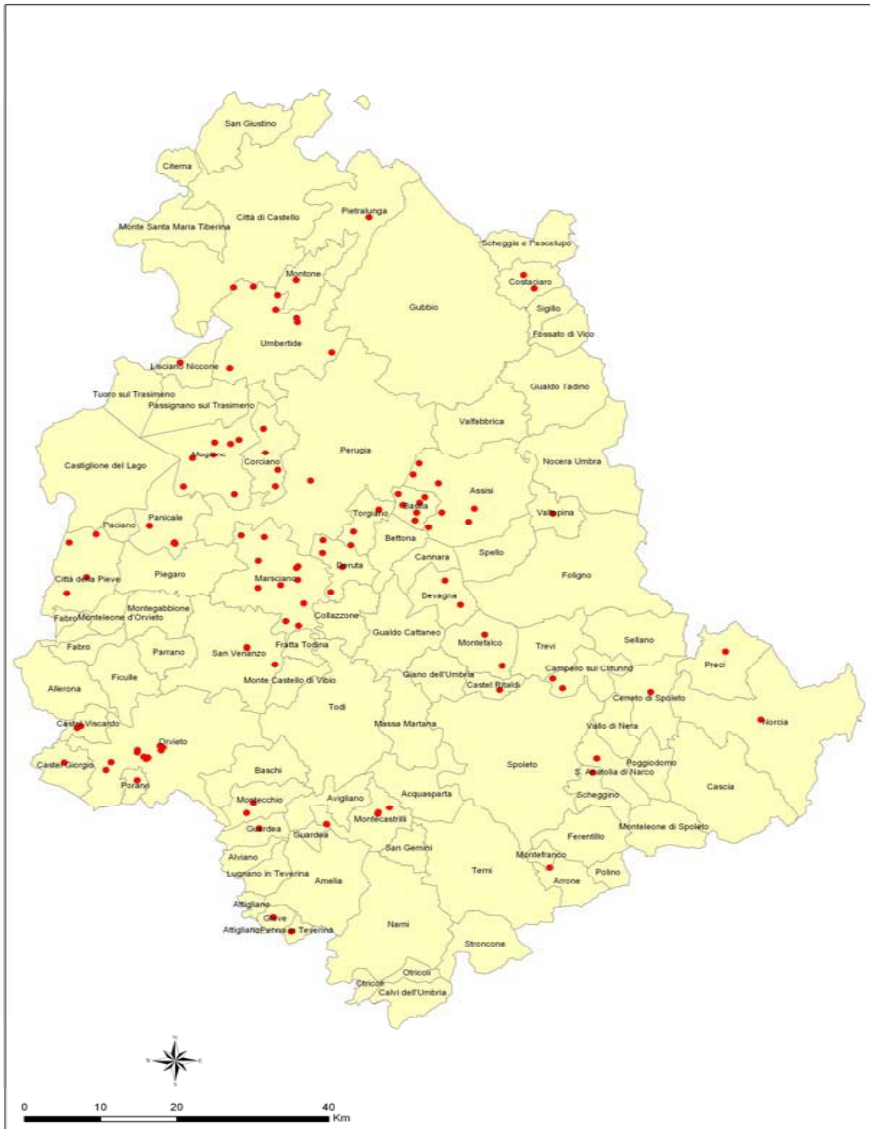 San Giustino
Citerna
Pietralunga
Città di Castello
Monte Santa Maria Tiberina
Scheggia e Pascelupo
Montone
Costacciaro
Gubbio
Sigillo
Fossato di Vico
Umbertide
Lisciano Niccone
Gualdo Tadino
Tuoro sul Trasimeno
Passignano sul Trasimeno
Valfabbrica
Perugia
Magione
Corciano
Nocera Umbra
Castiglione del Lago
Assisi
Bastia
Torgiano
Valtopina
Panicale
Paciano
Bettona
Cannara
Spello
Deruta
Piegaro
Marsciano
Foligno
Città della Pieve
Bevagna
Montegabbione
Collazzone
Fabro
Monteleone d'Orvieto
Gualdo Cattaneo
Montefalco
Sellano
Fratta Todina
Trevi
Fabro
Parrano
San Venanzo
Monte Castello di Vibio
Giano dell'Umbria
Campello sul Clitunno
Preci
Ficulle
Castel Ritaldi
Allerona
Cerreto di Spoleto
Todi
Norcia
Castel Viscardo
Massa Martana
Vallo di Nera
Orvieto
Castel Giorgio
Spoleto
Poggiodomo
Baschi
S. Anatolia di Narco
Porano
Cascia
Acquasparta
Scheggino
Avigliano
Montecchio
Montecastrilli
Monteleone di Spoleto
Guardea
Guardea
Ferentillo
San Gemini
Alviano
Montefranco
Terni
Polino
Lugnano in Teverina
Arrone
Amelia
Attigliano
Giove
Narni
Attigliano
Penna in Teverina
Stroncone
Otricoli
Otricoli
Calvi dell'Umbria
N
W
E
S
0 10 20 40
Km